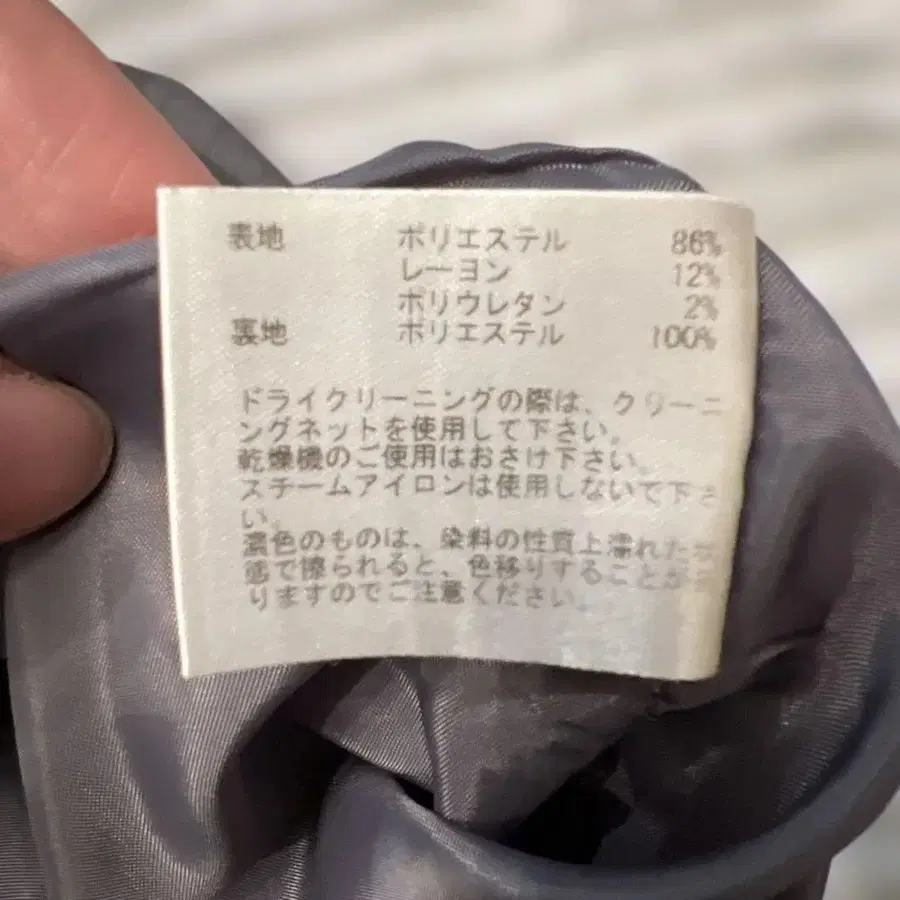 表地 ポリエステル 86%
レーヨン 12%
ポリウレタン 2%
裏地 ポリエステル 100%
ドライクリーニングの際は、クリーニ
ングネットを使用して下さい。
乾燥機のご使用はおさけ下さい。
スチームアイロンは使用しないで下さ
い。
濃色のものは、染料の性質上濡れた状
態で擦られると、色移りすることがあ
りますのでご注意ください。